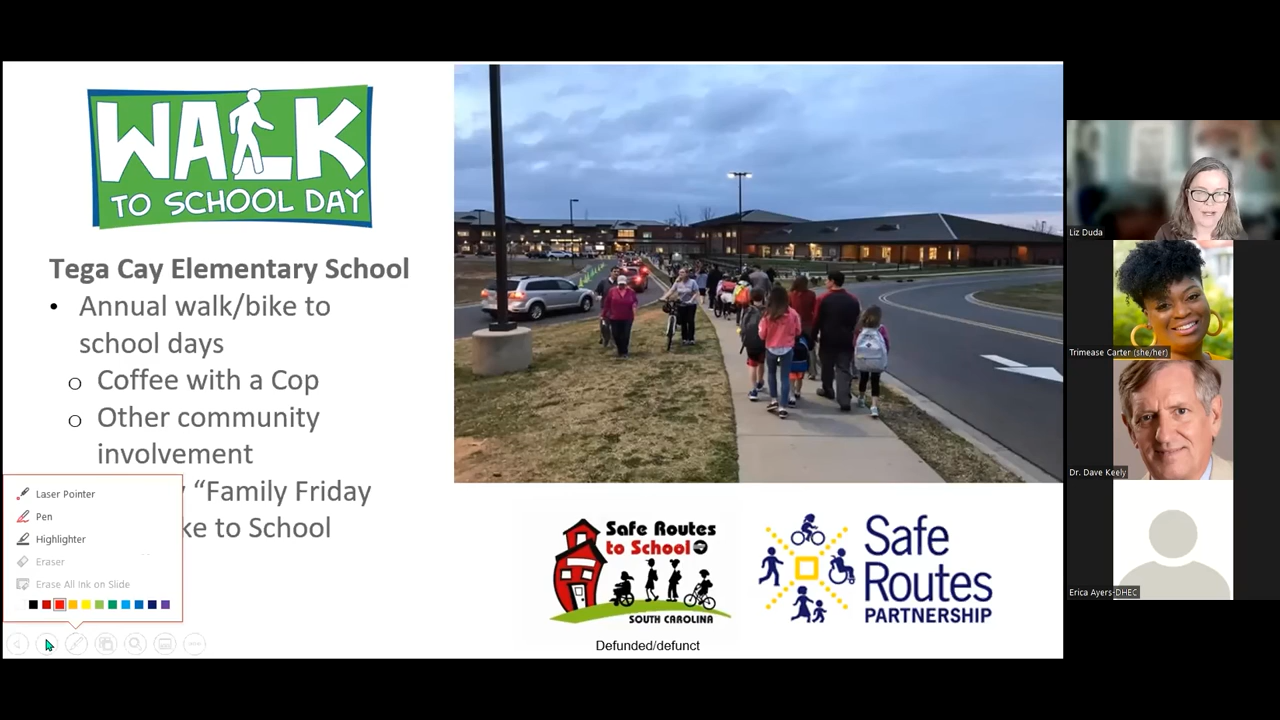 WALK
TO SCHOOL DAY
Tega Cay Elementary School
• Annual walk/bike to
school days
o Coffee with a Cop
o Other community
involvement
“Family Friday
ke to School
Laser Pointer
Pen
Highlighter
Eraser
Erase All Ink on Slide
Safe Routes
to School
SOUTH CAROLINA
Defunded/defunct
Safe
Routes
PARTNERSHIP
Liz Duda
Trimease Carter (she/her)
Dr. Dave Keely
Erica Ayers-DHEC